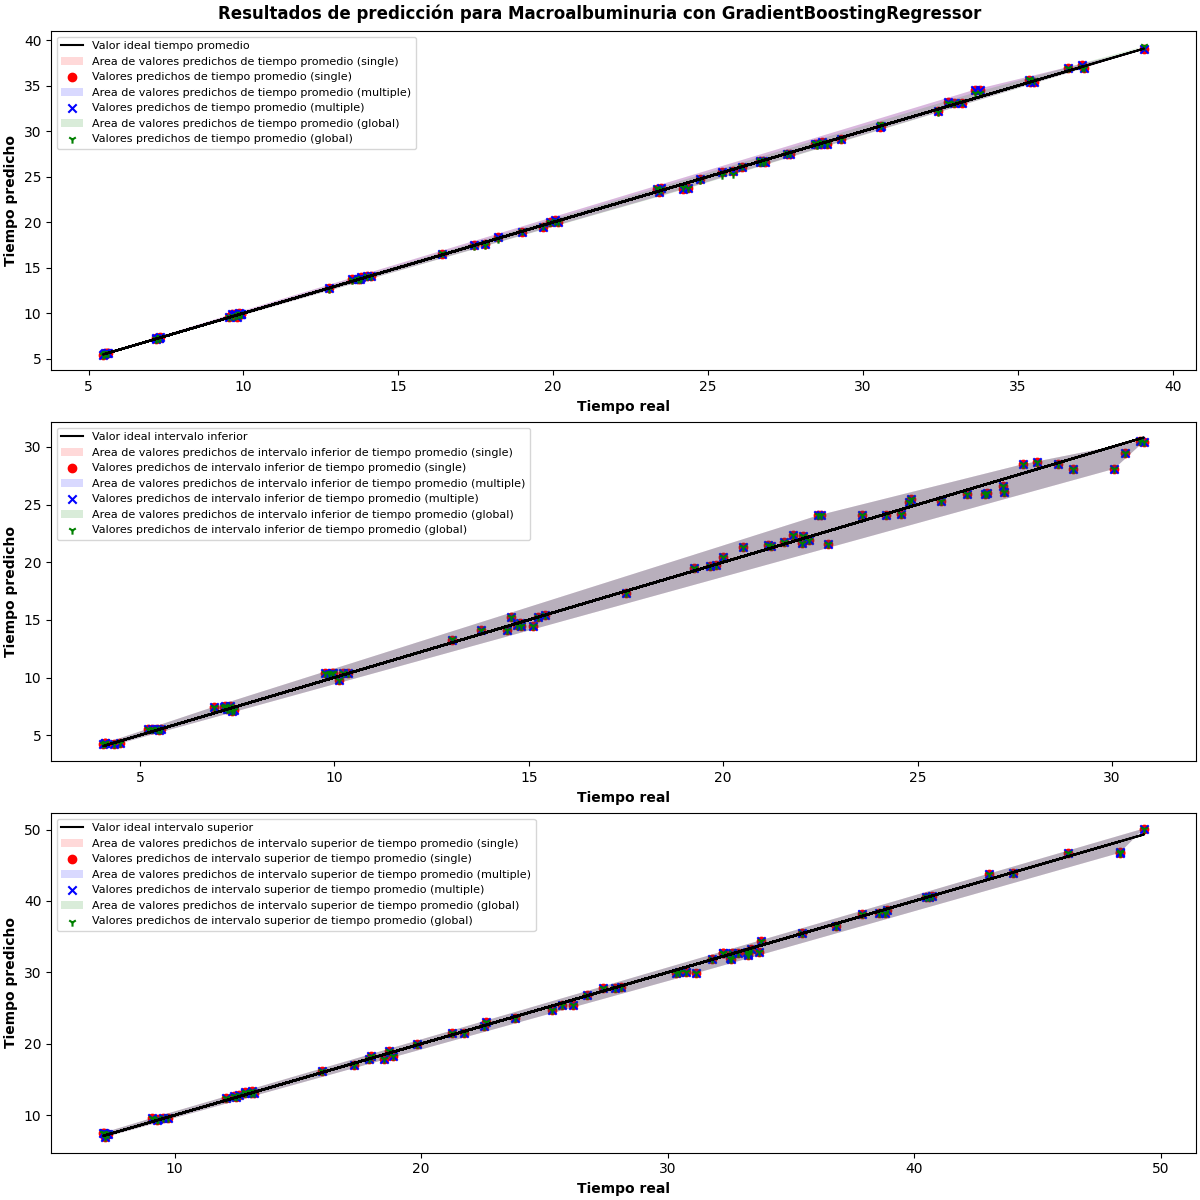 Resultados de predicción para Macroalbuminuria con GradientBoostingRegressor
Valor ideal tiempo promedio
Area de valores predichos de tiempo promedio (single)
Valores predichos de tiempo promedio (single)
Area de valores predichos de tiempo promedio (multiple)
Valores predichos de tiempo promedio (multiple)
Area de valores predichos de tiempo promedio (global)
Valores predichos de tiempo promedio (global)
Tiempo predicho
40
35
30
25
20
15
10
5
5 10 15 20 25 30 35 40
Tiempo real
Valor ideal intervalo inferior
Area de valores predichos de intervalo inferior de tiempo promedio (single)
Valores predichos de intervalo inferior de tiempo promedio (single)
Area de valores predichos de intervalo inferior de tiempo promedio (multiple)
Valores predichos de intervalo inferior de tiempo promedio (multiple)
Area de valores predichos de intervalo inferior de tiempo promedio (global)
Valores predichos de intervalo inferior de tiempo promedio (global)
Tiempo predicho
30
25
20
15
10
5
5 10 15 20 25 30
Tiempo real
Valor ideal intervalo superior
Area de valores predichos de intervalo superior de tiempo promedio (single)
Valores predichos de intervalo superior de tiempo promedio (single)
Area de valores predichos de intervalo superior de tiempo promedio (multiple)
Valores predichos de intervalo superior de tiempo promedio (multiple)
Area de valores predichos de intervalo superior de tiempo promedio (global)
Valores predichos de intervalo superior de tiempo promedio (global)
Tiempo predicho
50
40
30
20
10
10 20 30 40 50
Tiempo real